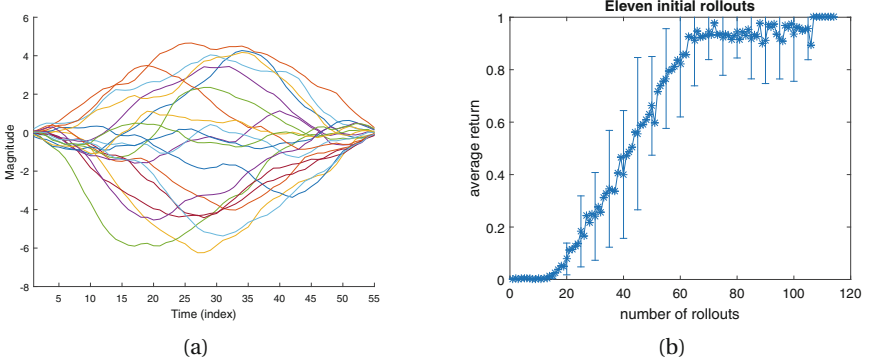 6
4
2
0
-2
-4
-6
-8
Magnitude
5 10 15 20 25 30 35 40 45 50 55
Time (index)
(a)
Eleven initial rollouts
1
0.8
0.6
0.4
0.2
0
average return
0 20 40 60 80 100 120
number of rollouts
(b)